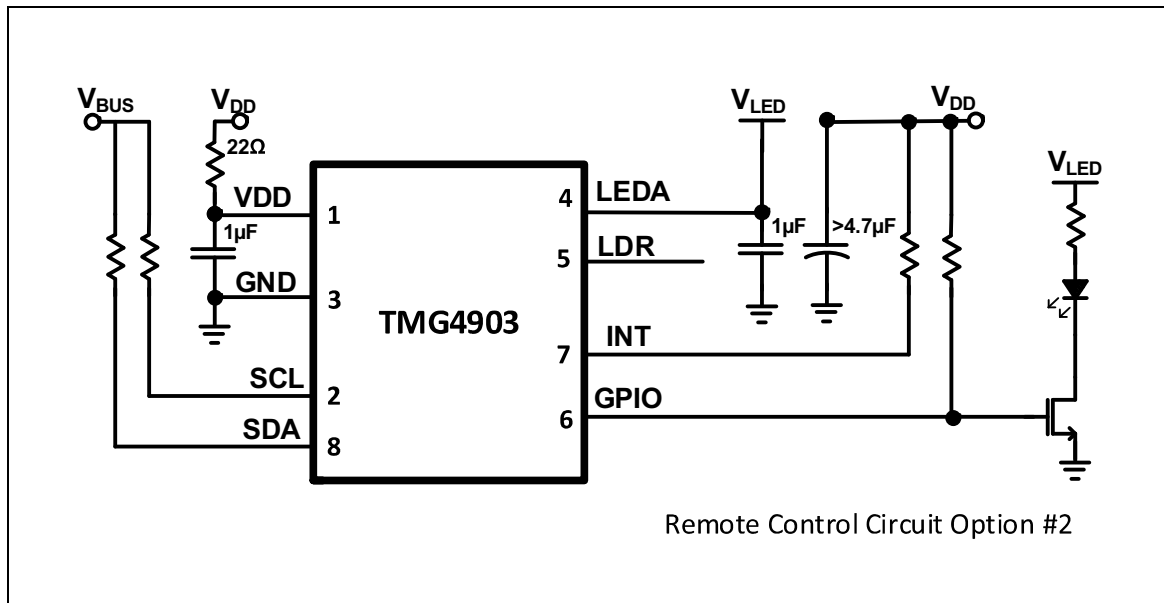 VBUS
VDD
22Ω
VDD
1
1µF
GND
3
SCL
2
SDA
8
TMG4903
VLED
4
LEDA
1µF
5
LDR
>4.7µF
VDD
7
INT
6
GPIO
VLED
Remote Control Circuit Option #2